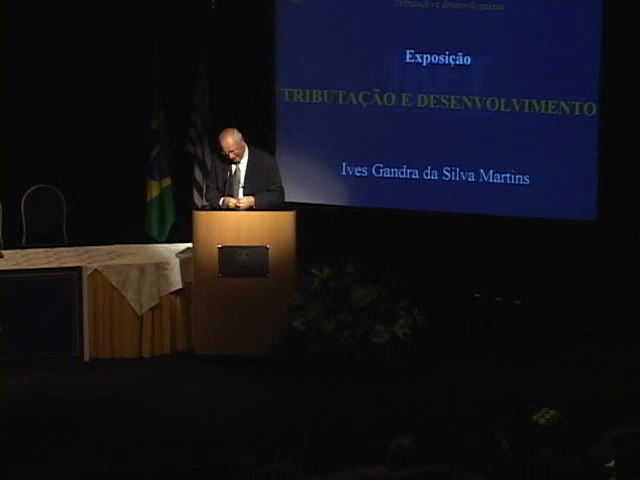 Tributação e desenvolvimento
Exposição
TRIBUTAÇÃO E DESENVOLVIMENTO
Ives Gandra da Silva Martins